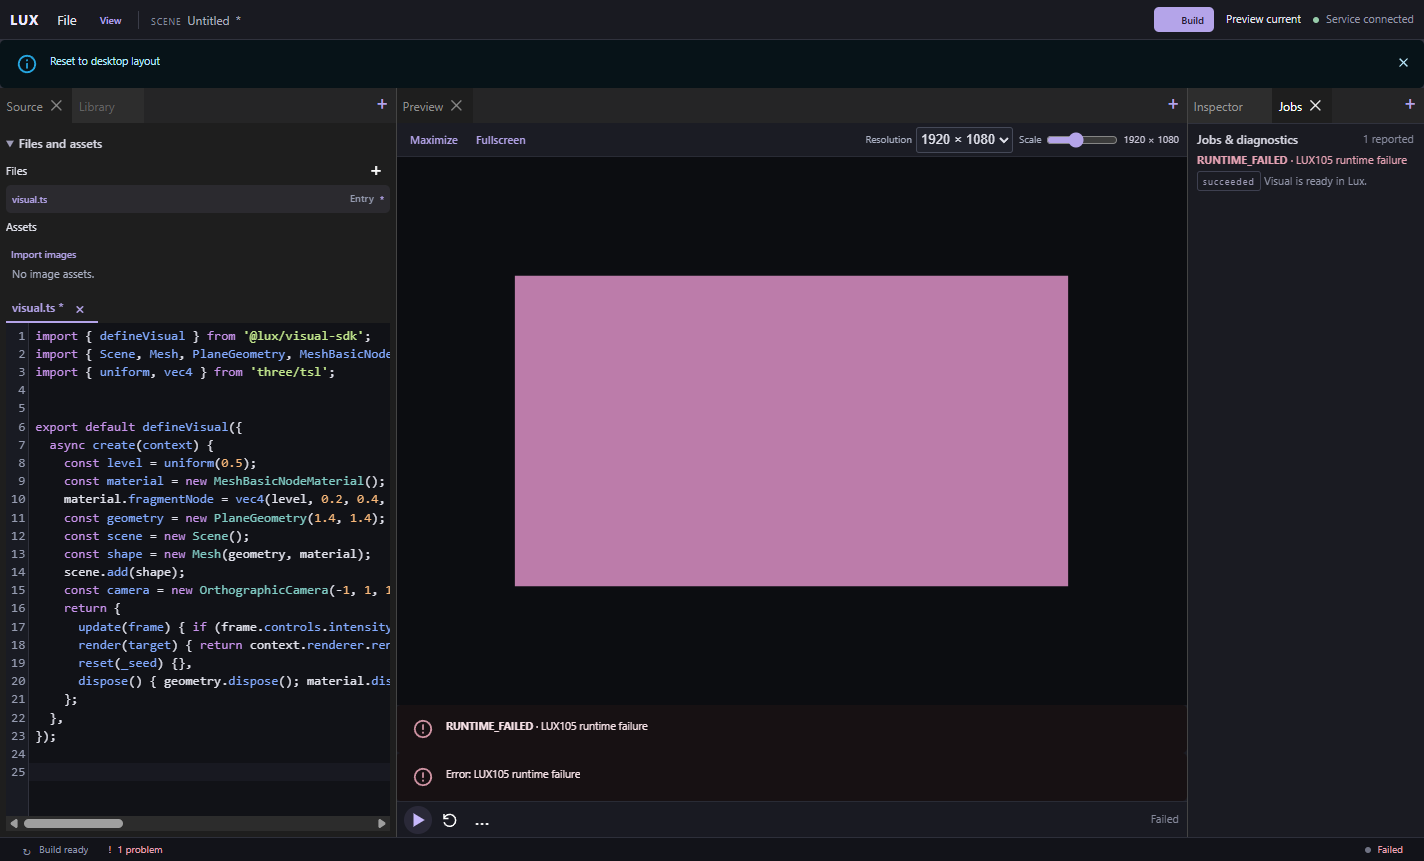 LUX File View SCENE Untitled * Build Preview current Service connected
Reset to desktop layout
Source Library + Preview + Inspector Jobs +
Files and assets
Files +
visual.ts Entry *
Assets
Import images
No image assets.
visual.ts *
1 import { defineVisual } from '@lux/visual-sdk';
2 import { Scene, Mesh, PlaneGeometry, MeshBasicNode
3 import { uniform, vec4 } from 'three/tsl';
4
5
6 export default defineVisual({
7 async create(context) {
8 const level = uniform(0.5);
9 const material = new MeshBasicNodeMaterial();
10 material.fragmentNode = vec4(level, 0.2, 0.4,
11 const geometry = new PlaneGeometry(1.4, 1.4);
12 const scene = new Scene();
13 const shape = new Mesh(geometry, material);
14 scene.add(shape);
15 const camera = new OrthographicCamera(-1, 1, 1
16 return {
17 update(frame) { if (frame.controls.intensity
18 render(target) { return context.renderer.ren
19 reset(_seed) {},
20 dispose() { geometry.dispose(); material.dis
21 };
22 },
23 });
24
25
Maximize Fullscreen Resolution 1920 × 1080 Scale 1920 × 1080
RUNTIME_FAILED · LUX105 runtime failure
Error: LUX105 runtime failure
... Failed
Jobs & diagnostics 1 reported
RUNTIME_FAILED · LUX105 runtime failure
succeeded Visual is ready in Lux.
Build ready ! 1 problem Failed